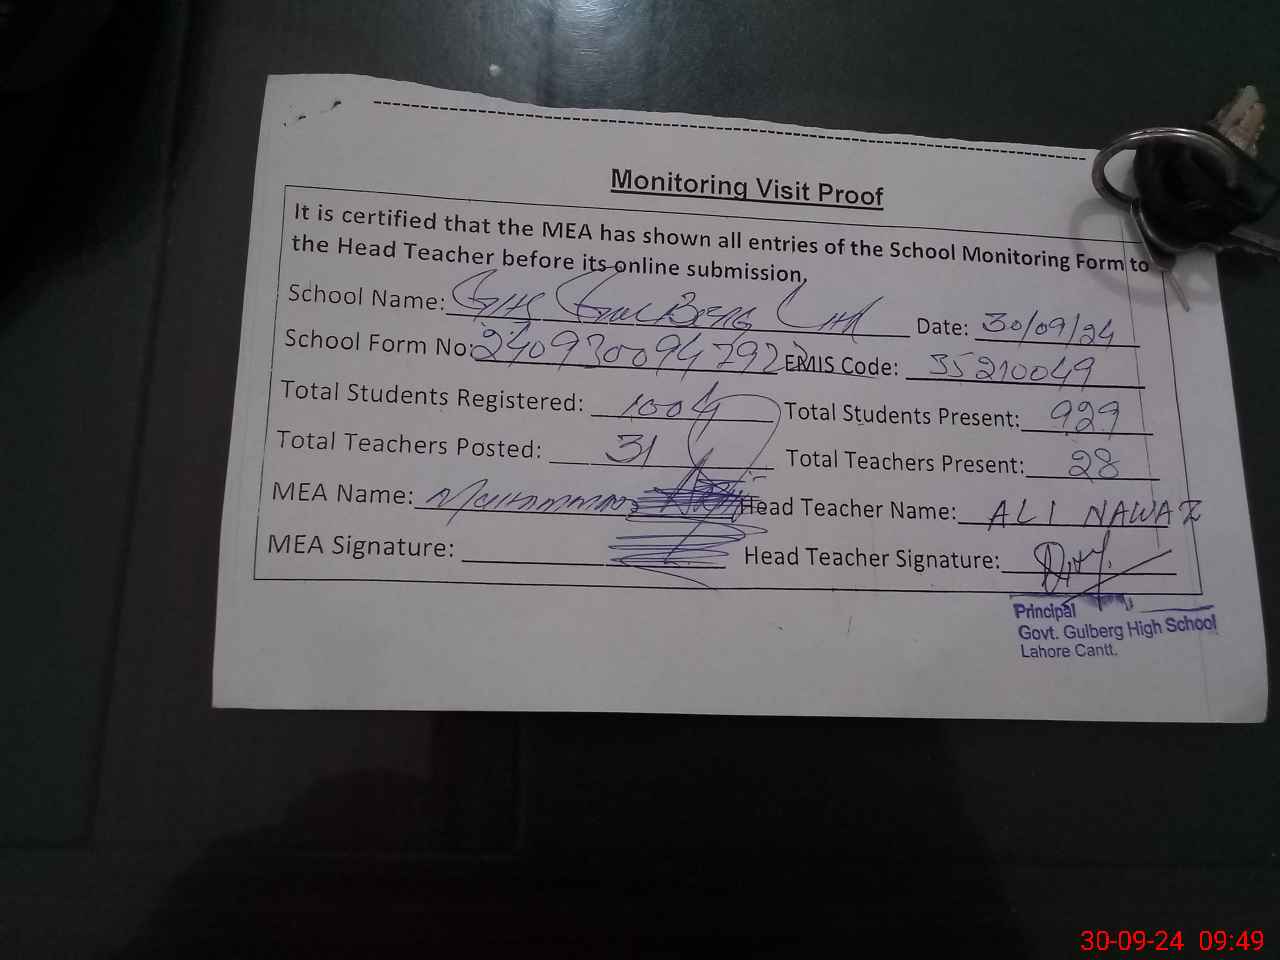 Monitoring Visit Proof
It is certified that the MEA has shown all entries of the School Monitoring Form to
the Head Teacher before its online submission,
School Name: GHS Gulberg Date: 30/09/24
School Form No: 240930094792 EMIS Code: 35210049
Total Students Registered: 1004 Total Students Present: 929
Total Teachers Posted: 31 Total Teachers Present: 28
MEA Name: Muhammad Head Teacher Name: ALI NAWAZ
MEA Signature: Head Teacher Signature:
Principal
Govt. Gulberg High School
Lahore Cantt.
30-09-24 09:49